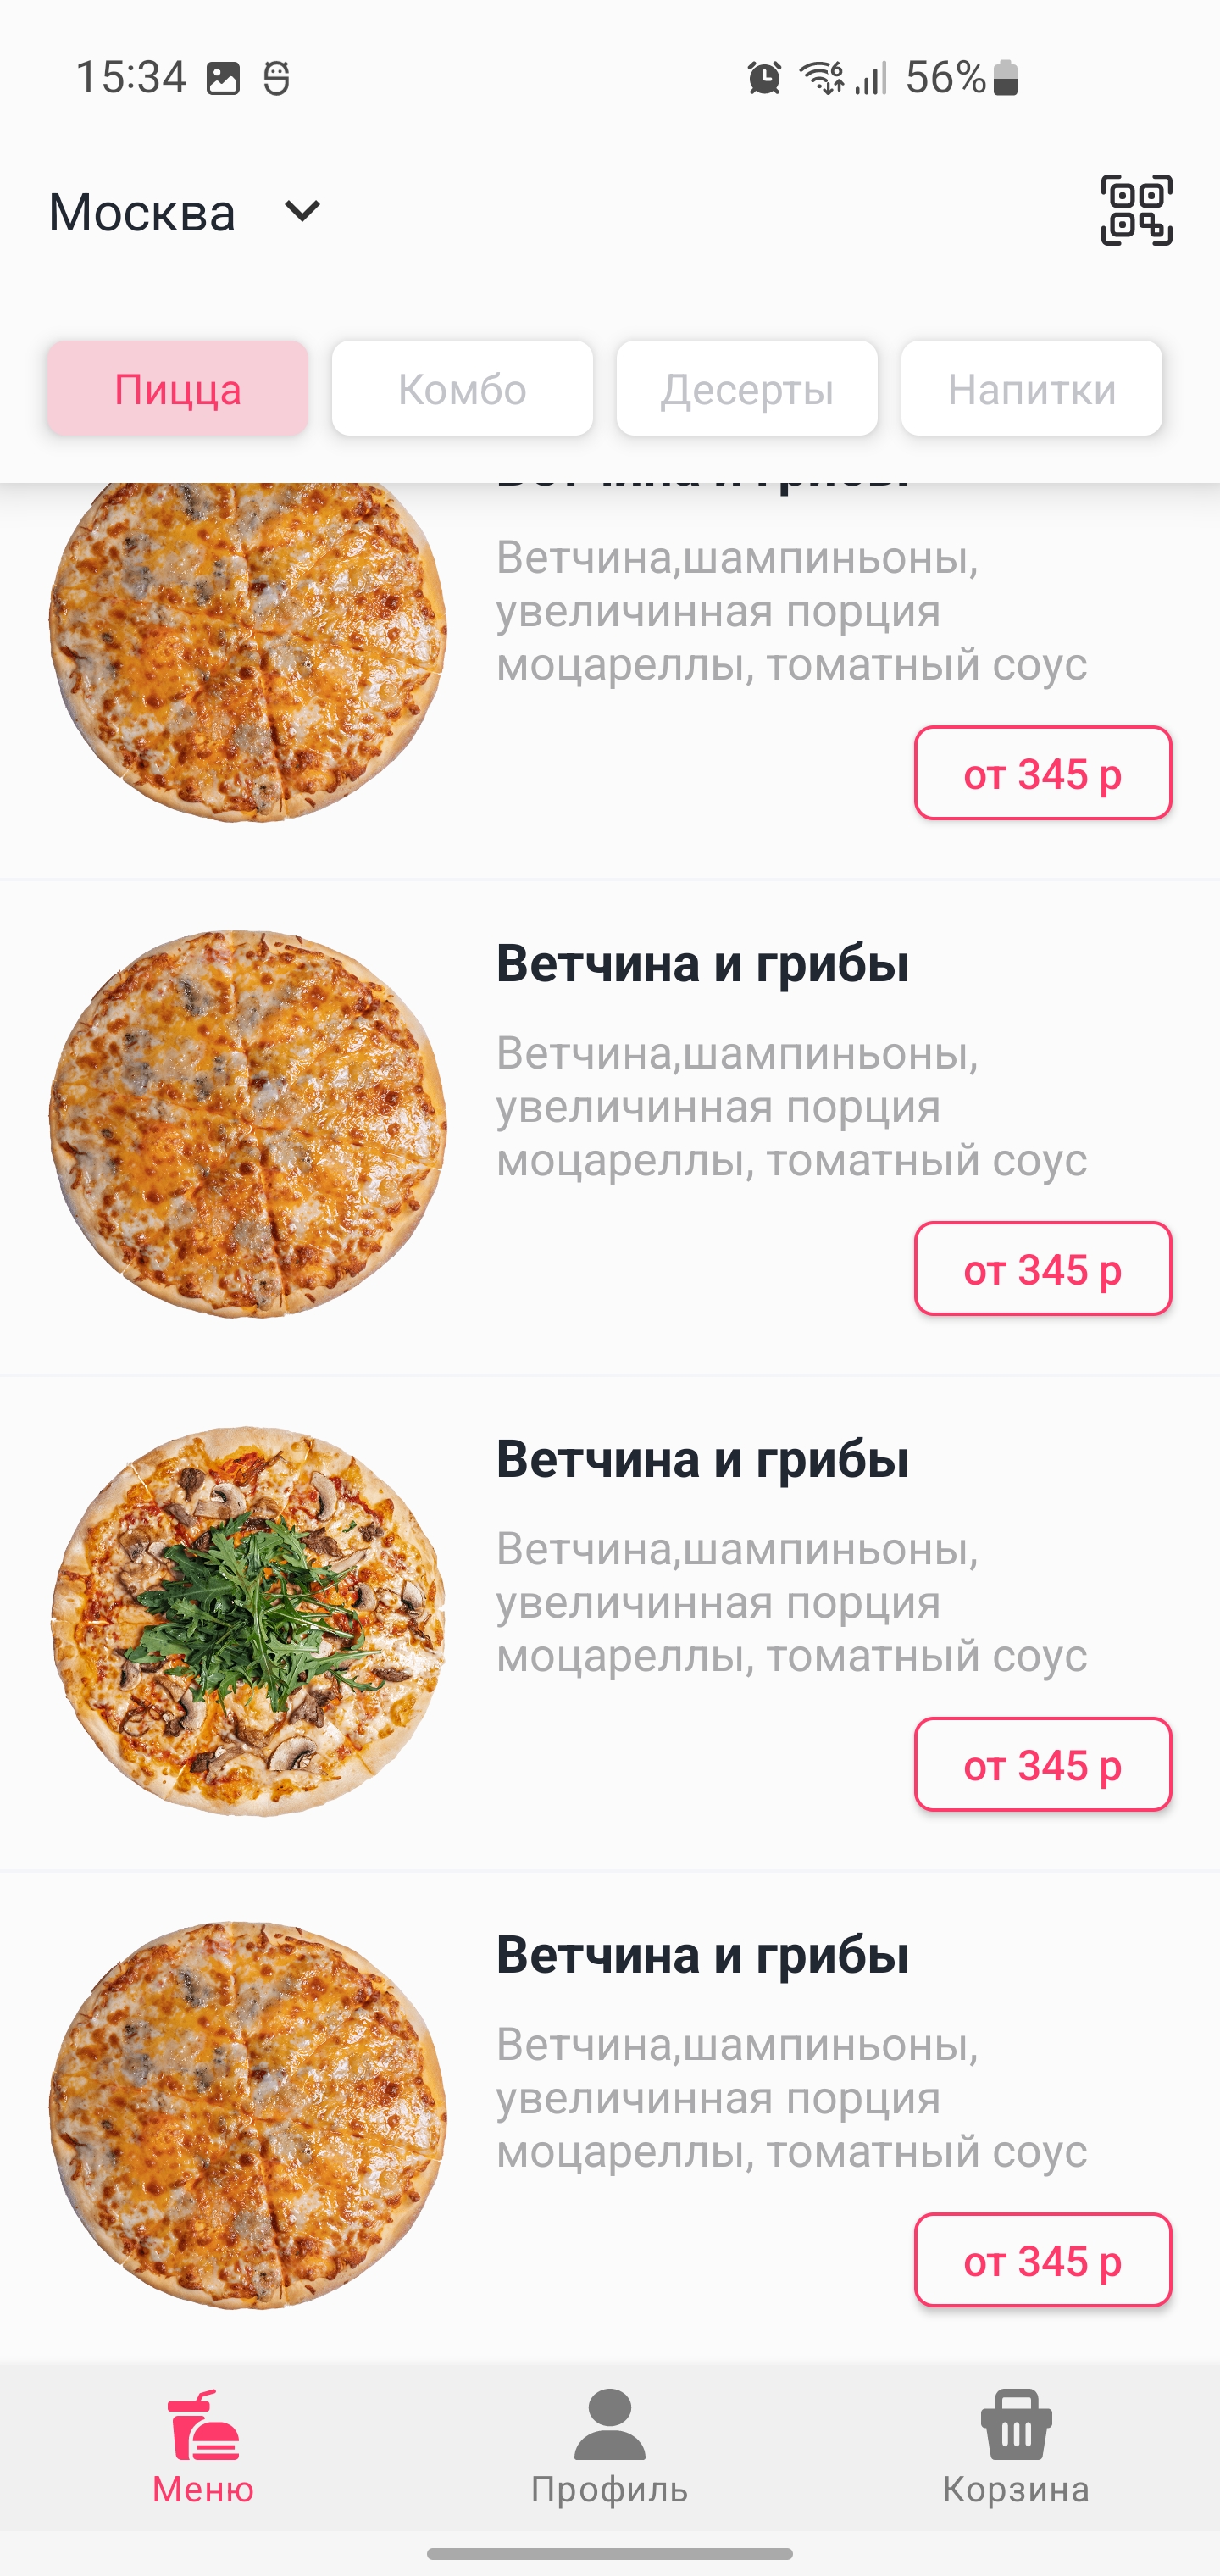 15:34
56%
Москва
Пицца
Комбо
Десерты
Напитки
Ветчина и грибы
Ветчина,шампиньоны,
увеличинная порция
моцареллы, томатный соус
от 345 р
Ветчина и грибы
Ветчина,шампиньоны,
увеличинная порция
моцареллы, томатный соус
от 345 р
Ветчина и грибы
Ветчина,шампиньоны,
увеличинная порция
моцареллы, томатный соус
от 345 р
Ветчина и грибы
Ветчина,шампиньоны,
увеличинная порция
моцареллы, томатный соус
от 345 р
Меню
Профиль
Корзина